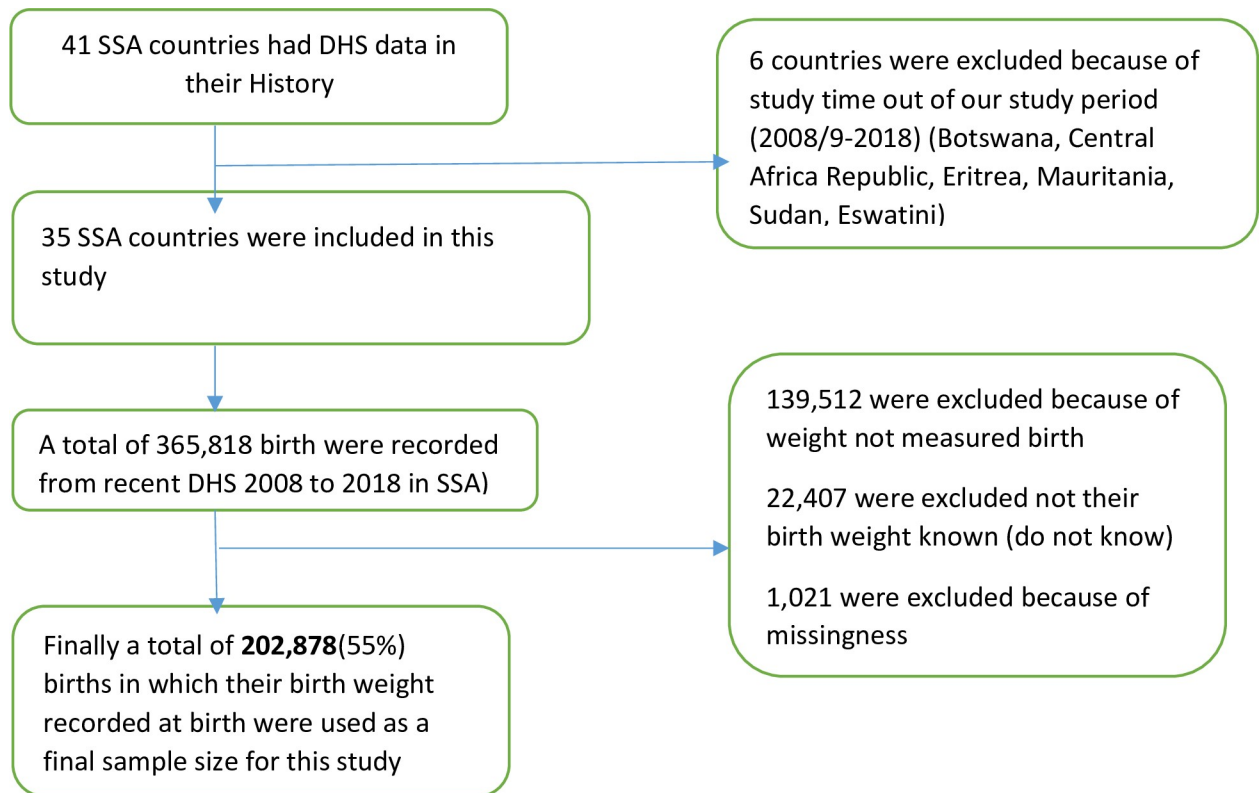 41 SSA countries had DHS data in
their History
6 countries were excluded because of
study time out of our study period
(2008/9-2018) (Botswana, Central
Africa Republic, Eritrea, Mauritania,
Sudan, Eswatini)
35 SSA countries were included in this
study
A total of 365,818 birth were recorded
from recent DHS 2008 to 2018 in SSA)
139,512 were excluded because of
weight not measured birth
22,407 were excluded not their
birth weight known (do not know)
1,021 were excluded because of
missingness
Finally a total of 202,878(55%)
births in which their birth weight
recorded at birth were used as a
final sample size for this study